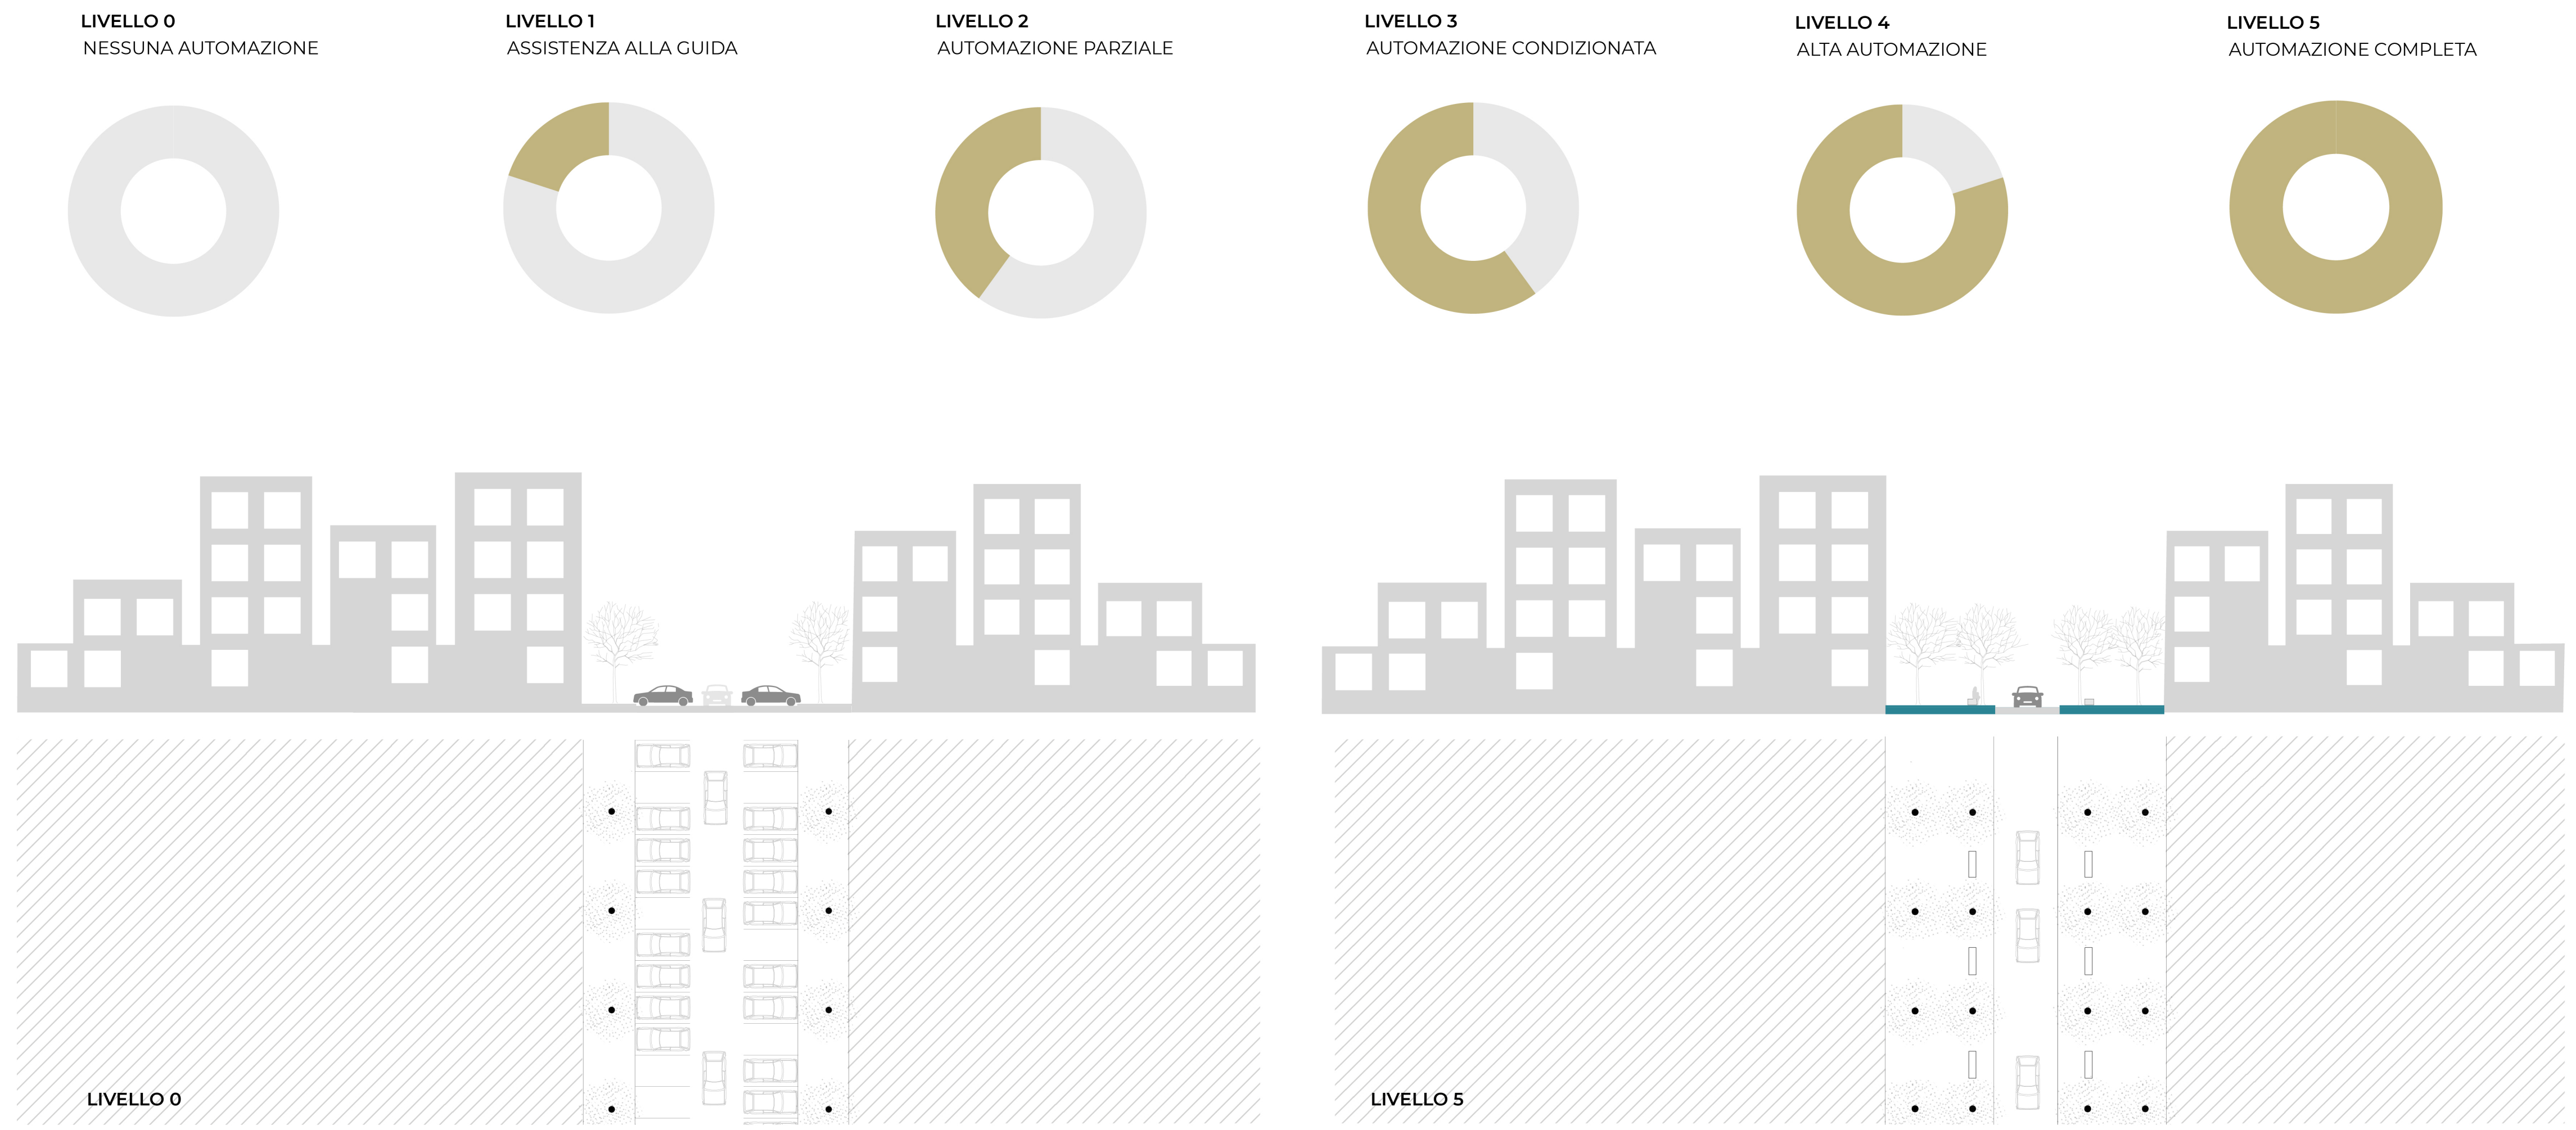 LIVELLO 0
NESSUNA AUTOMAZIONE
LIVELLO 1
ASSISTENZA ALLA GUIDA
LIVELLO 2
AUTOMAZIONE PARZIALE
LIVELLO 3
AUTOMAZIONE CONDIZIONATA
LIVELLO 4
ALTA AUTOMAZIONE
LIVELLO 5
AUTOMAZIONE COMPLETA
LIVELLO 0
LIVELLO 5